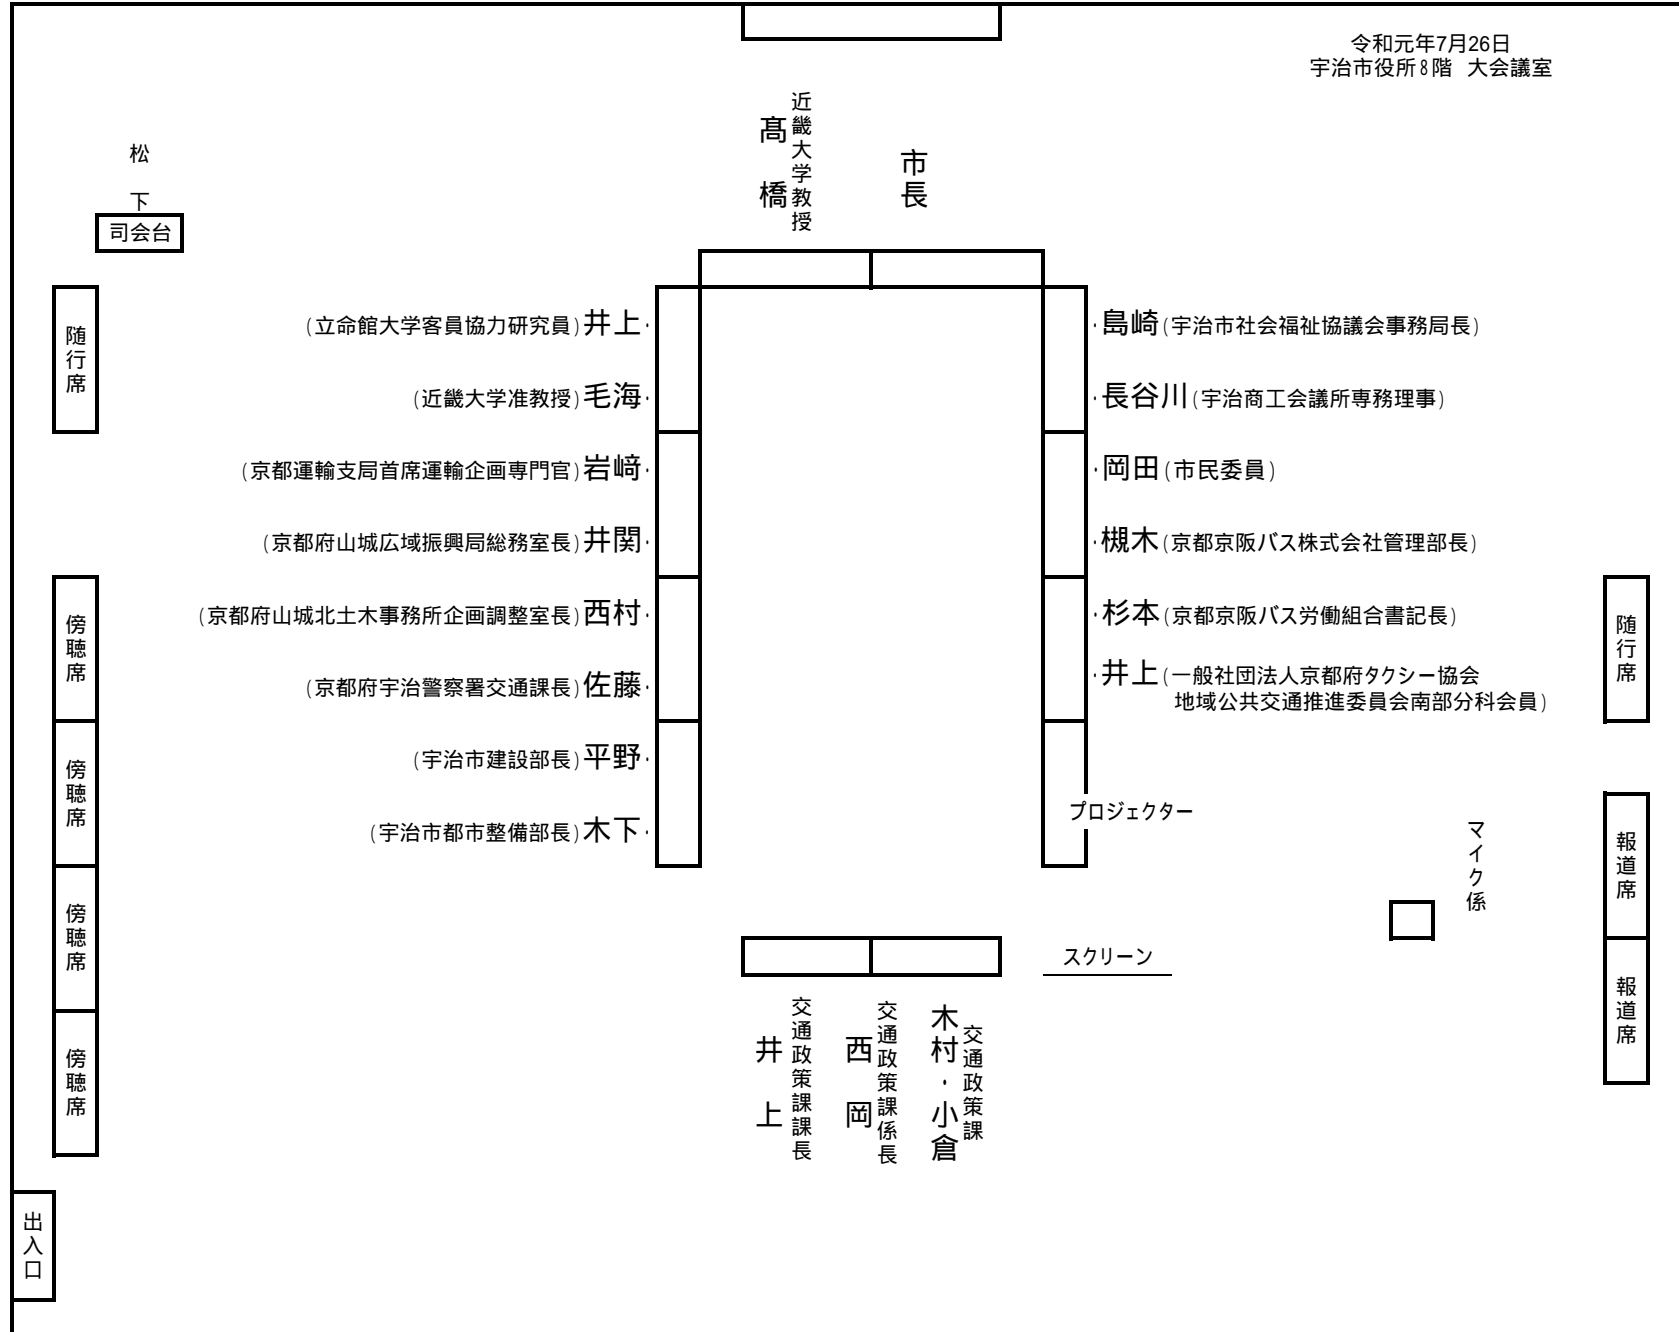 令和元年7月26日
宇治市役所8階 大会議室
近畿大学教授
髙橋
市長
松下
司会台
随行席
(立命館大学客員協力研究員)井上・
・島崎(宇治市社会福祉協議会事務局長)
(近畿大学准教授)毛海・
・長谷川(宇治商工会議所専務理事)
(京都運輸支局首席運輸企画専門官)岩﨑・
・岡田(市民委員)
(京都府山城広域振興局総務室長)井関・
・槻木(京都京阪バス株式会社管理部長)
(京都府山城北土木事務所企画調整室長)西村・
・杉本(京都京阪バス労働組合書記長)
(京都府宇治警察署交通課長)佐藤・
・井上(一般社団法人京都府タクシー協会
地域公共交通推進委員会南部分科会員)
(宇治市建設部長)平野・
(宇治市都市整備部長)木下・
プロジェクター
傍聴席
傍聴席
傍聴席
傍聴席
随行席
報道席
報道席
マイク係
スクリーン
交通政策課課長
井上
交通政策課係長
西岡
交通政策課
木村・小倉
出入口